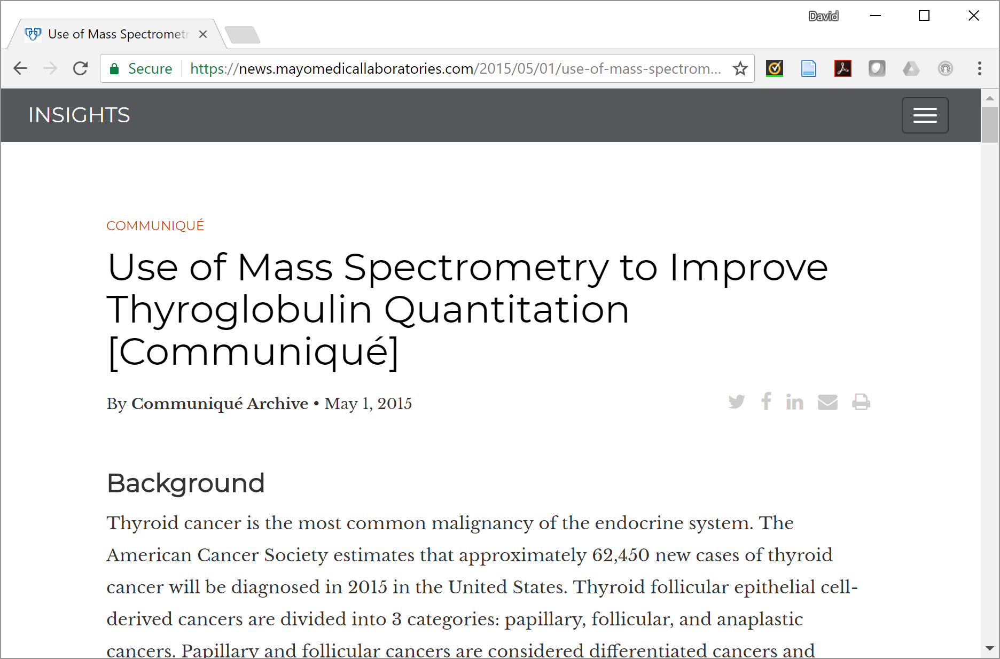 David
Use of Mass Spectrometr
Secure https://news.mayomedicallaboratories.com/2015/05/01/use-of-mass-spectrom...
INSIGHTS
COMMUNIQUÉ
Use of Mass Spectrometry to Improve
Thyroglobulin Quantitation
[Communiqué]
By Communiqué Archive • May 1, 2015
Background
Thyroid cancer is the most common malignancy of the endocrine system. The
American Cancer Society estimates that approximately 62,450 new cases of thyroid
cancer will be diagnosed in 2015 in the United States. Thyroid follicular epithelial cell-
derived cancers are divided into 3 categories: papillary, follicular, and anaplastic
cancers. Papillary and follicular cancers are considered differentiated cancers and